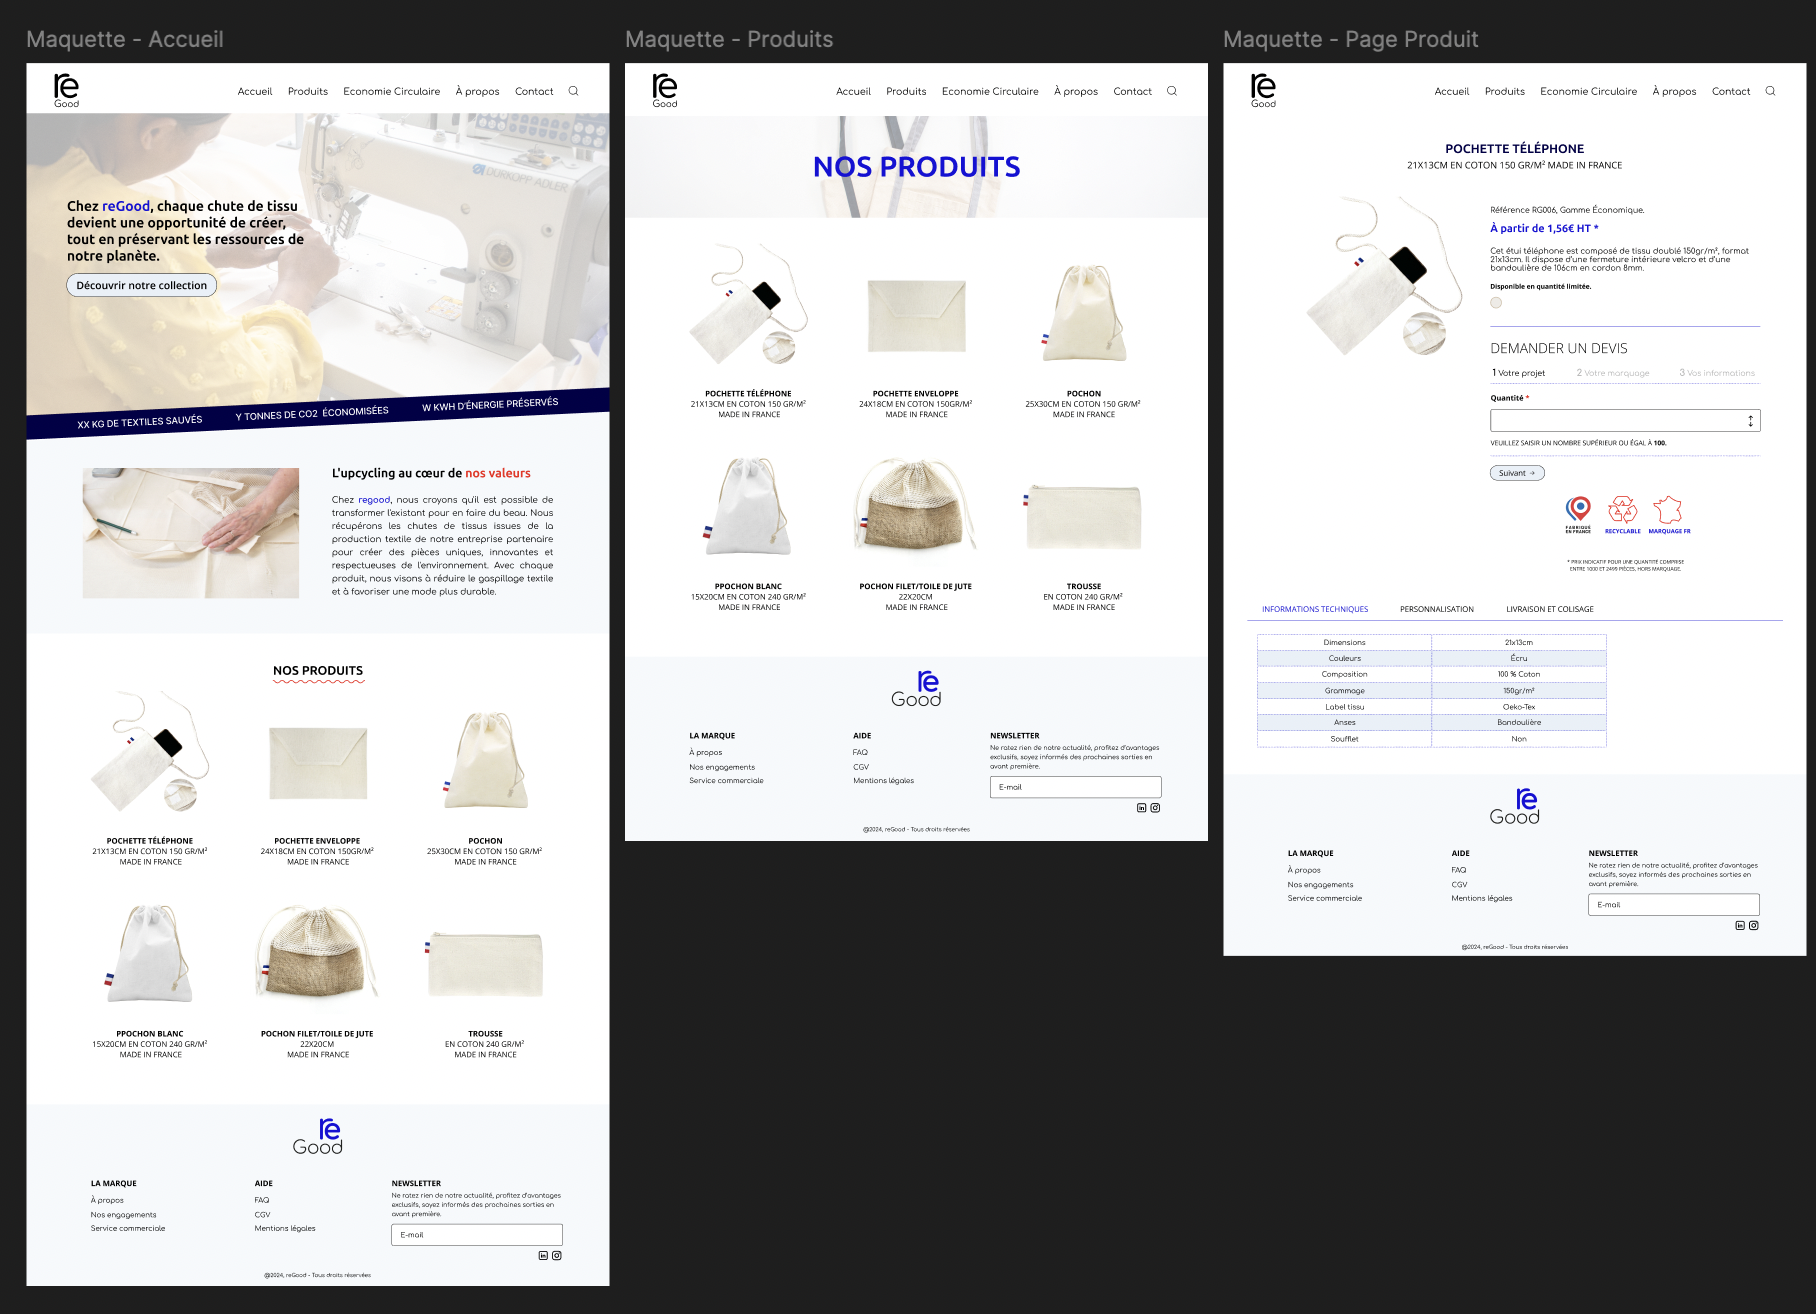 Maquette - Accueil
re
Good
Accueil Produits Economie Circulaire À propos Contact
DÜRKOPP ADLER
Chez reGood, chaque chute de tissu
devient une opportunité de créer,
tout en préservant les ressources de
notre planète.
Découvrir notre collection
XX KG DE TEXTILES SAUVÉS Y TONNES DE CO2 ÉCONOMISÉES W KWH D'ÉNERGIE PRÉSERVÉS
L'upcycling au cœur de nos valeurs
Chez regood, nous croyons qu'il est possible de
transformer l'existant pour en faire du beau. Nous
récupérons les chutes de tissus issues de la
production textile de notre entreprise partenaire
pour créer des pièces uniques, innovantes et
respectueuses de l'environnement. Avec chaque
produit, nous visons à réduire le gaspillage textile
et à favoriser une mode plus durable.
NOS PRODUITS
POCHETTE TÉLÉPHONE
21X13CM EN COTON 150 GR/M²
MADE IN FRANCE
POCHETTE ENVELOPPE
24X18CM EN COTON 150GR/M²
MADE IN FRANCE
POCHON
25X30CM EN COTON 150 GR/M²
MADE IN FRANCE
PPOCHON BLANC
15X20CM EN COTON 240 GR/M²
MADE IN FRANCE
POCHON FILET/TOILE DE JUTE
22X20CM
MADE IN FRANCE
TROUSSE
EN COTON 240 GR/M²
MADE IN FRANCE
re
Good
LA MARQUE
À propos
Nos engagements
Service commerciale
AIDE
FAQ
CGV
Mentions légales
NEWSLETTER
Ne ratez rien de notre actualité, profitez d'avantages
exclusifs, soyez informés des prochaines sorties en
avant première.
E-mail
in
@2024, reGood - Tous droits réservées
Maquette - Produits
re
Good
Accueil Produits Economie Circulaire À propos Contact
NOS PRODUITS
POCHETTE TÉLÉPHONE
21X13CM EN COTON 150 GR/M²
MADE IN FRANCE
POCHETTE ENVELOPPE
24X18CM EN COTON 150GR/M²
MADE IN FRANCE
POCHON
25X30CM EN COTON 150 GR/M²
MADE IN FRANCE
PPOCHON BLANC
15X20CM EN COTON 240 GR/M²
MADE IN FRANCE
POCHON FILET/TOILE DE JUTE
22X20CM
MADE IN FRANCE
TROUSSE
EN COTON 240 GR/M²
MADE IN FRANCE
re
Good
LA MARQUE
À propos
Nos engagements
Service commerciale
AIDE
FAQ
CGV
Mentions légales
NEWSLETTER
Ne ratez rien de notre actualité, profitez d'avantages
exclusifs, soyez informés des prochaines sorties en
avant première.
E-mail
in
@2024, reGood - Tous droits réservées
Maquette - Page Produit
re
Good
Accueil Produits Economie Circulaire À propos Contact
POCHETTE TÉLÉPHONE
21X13CM EN COTON 150 GR/M² MADE IN FRANCE
Référence RG006, Gamme Économique.
À partir de 1,56€ HT *
Cet étui téléphone est composé de tissu doublé 150gr/m², format
21x13cm. Il dispose d'une fermeture intérieure velcro et d'une
bandoulière de 106cm en cordon 8mm.
Disponible en quantité limitée.
DEMANDER UN DEVIS
1 Votre projet 2 Votre marquage 3 Vos informations
Quantité *
VEUILLEZ SAISIR UN NOMBRE SUPÉRIEUR OU ÉGAL À 100.
Suivant →
FABRIQUÉ
EN FRANCE
RECYCLABLE
MARQUAGE FR
* PRIX INDICATIF POUR UNE QUANTITÉ COMPRISE
ENTRE 1000 ET 2499 PIÈCES, HORS MARQUAGE.
INFORMATIONS TECHNIQUES PERSONNALISATION LIVRAISON ET COLISAGE
Dimensions 21x13cm
Couleurs Écru
Composition 100 % Coton
Grammage 150gr/m²
Label tissu Oeko-Tex
Anses Bandoulière
Soufflet Non
re
Good
LA MARQUE
À propos
Nos engagements
Service commerciale
AIDE
FAQ
CGV
Mentions légales
NEWSLETTER
Ne ratez rien de notre actualité, profitez d'avantages
exclusifs, soyez informés des prochaines sorties en
avant première.
E-mail
in
@2024, reGood - Tous droits réservées